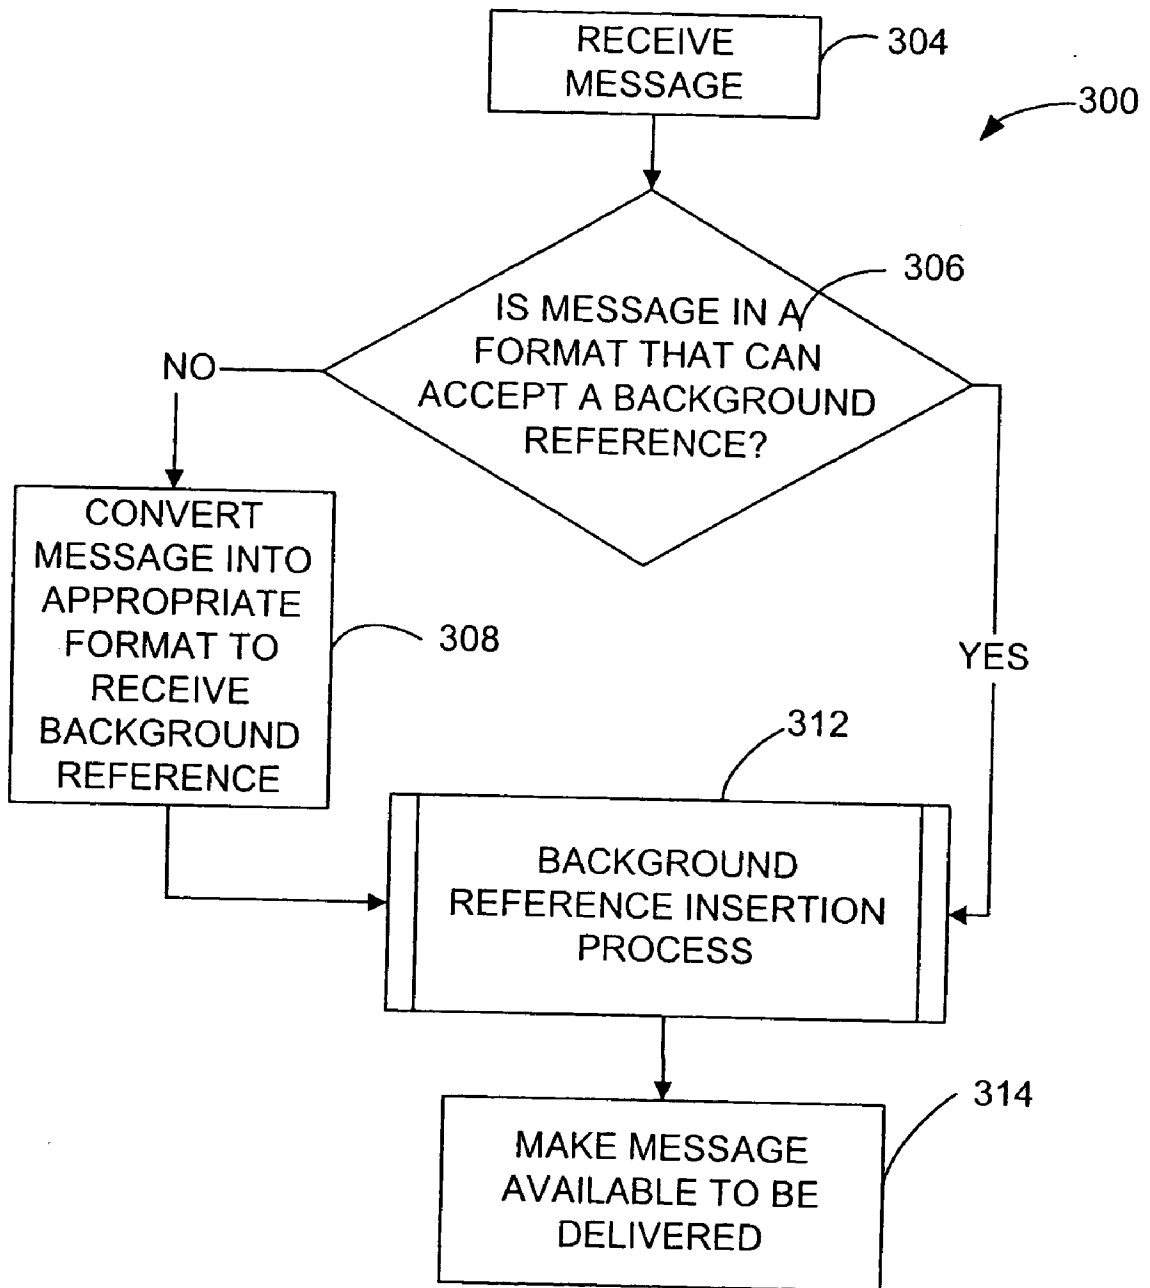 RECEIVE
MESSAGE
304
300
306
IS MESSAGE IN A
FORMAT THAT CAN
ACCEPT A BACKGROUND
REFERENCE?
NO
CONVERT
MESSAGE INTO
APPROPRIATE
FORMAT TO
RECEIVE
BACKGROUND
REFERENCE
308
YES
312
BACKGROUND
REFERENCE INSERTION
PROCESS
314
MAKE MESSAGE
AVAILABLE TO BE
DELIVERED